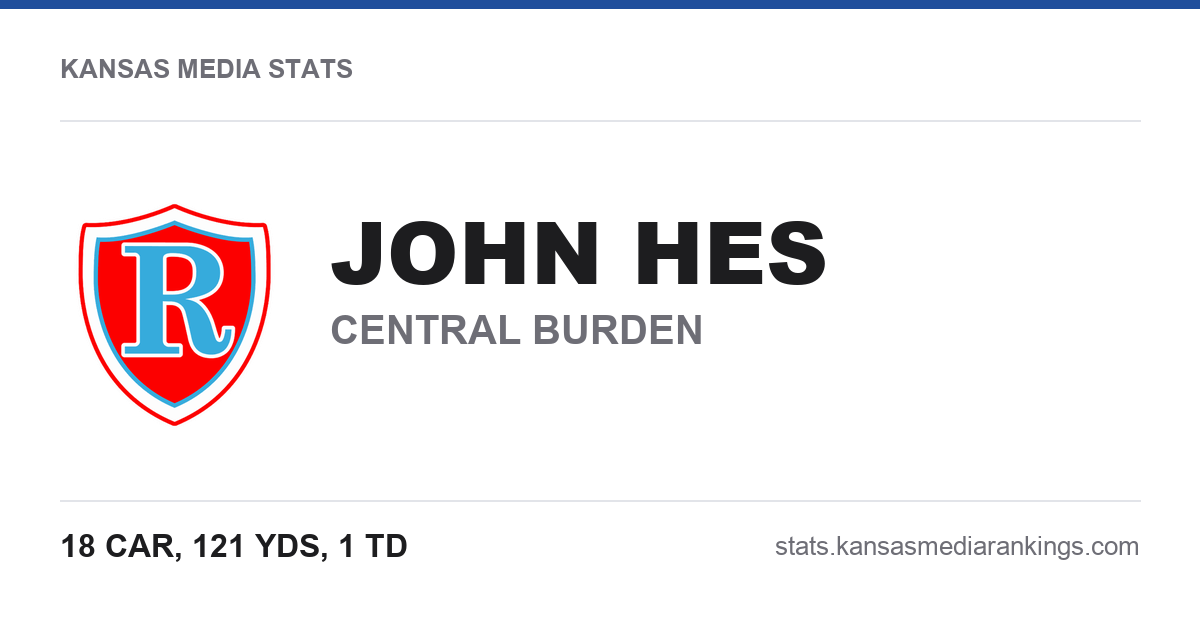 KANSAS MEDIA STATS
R
JOHN HES
CENTRAL BURDEN
18 CAR, 121 YDS, 1 TD
stats.kansasmediarankings.com